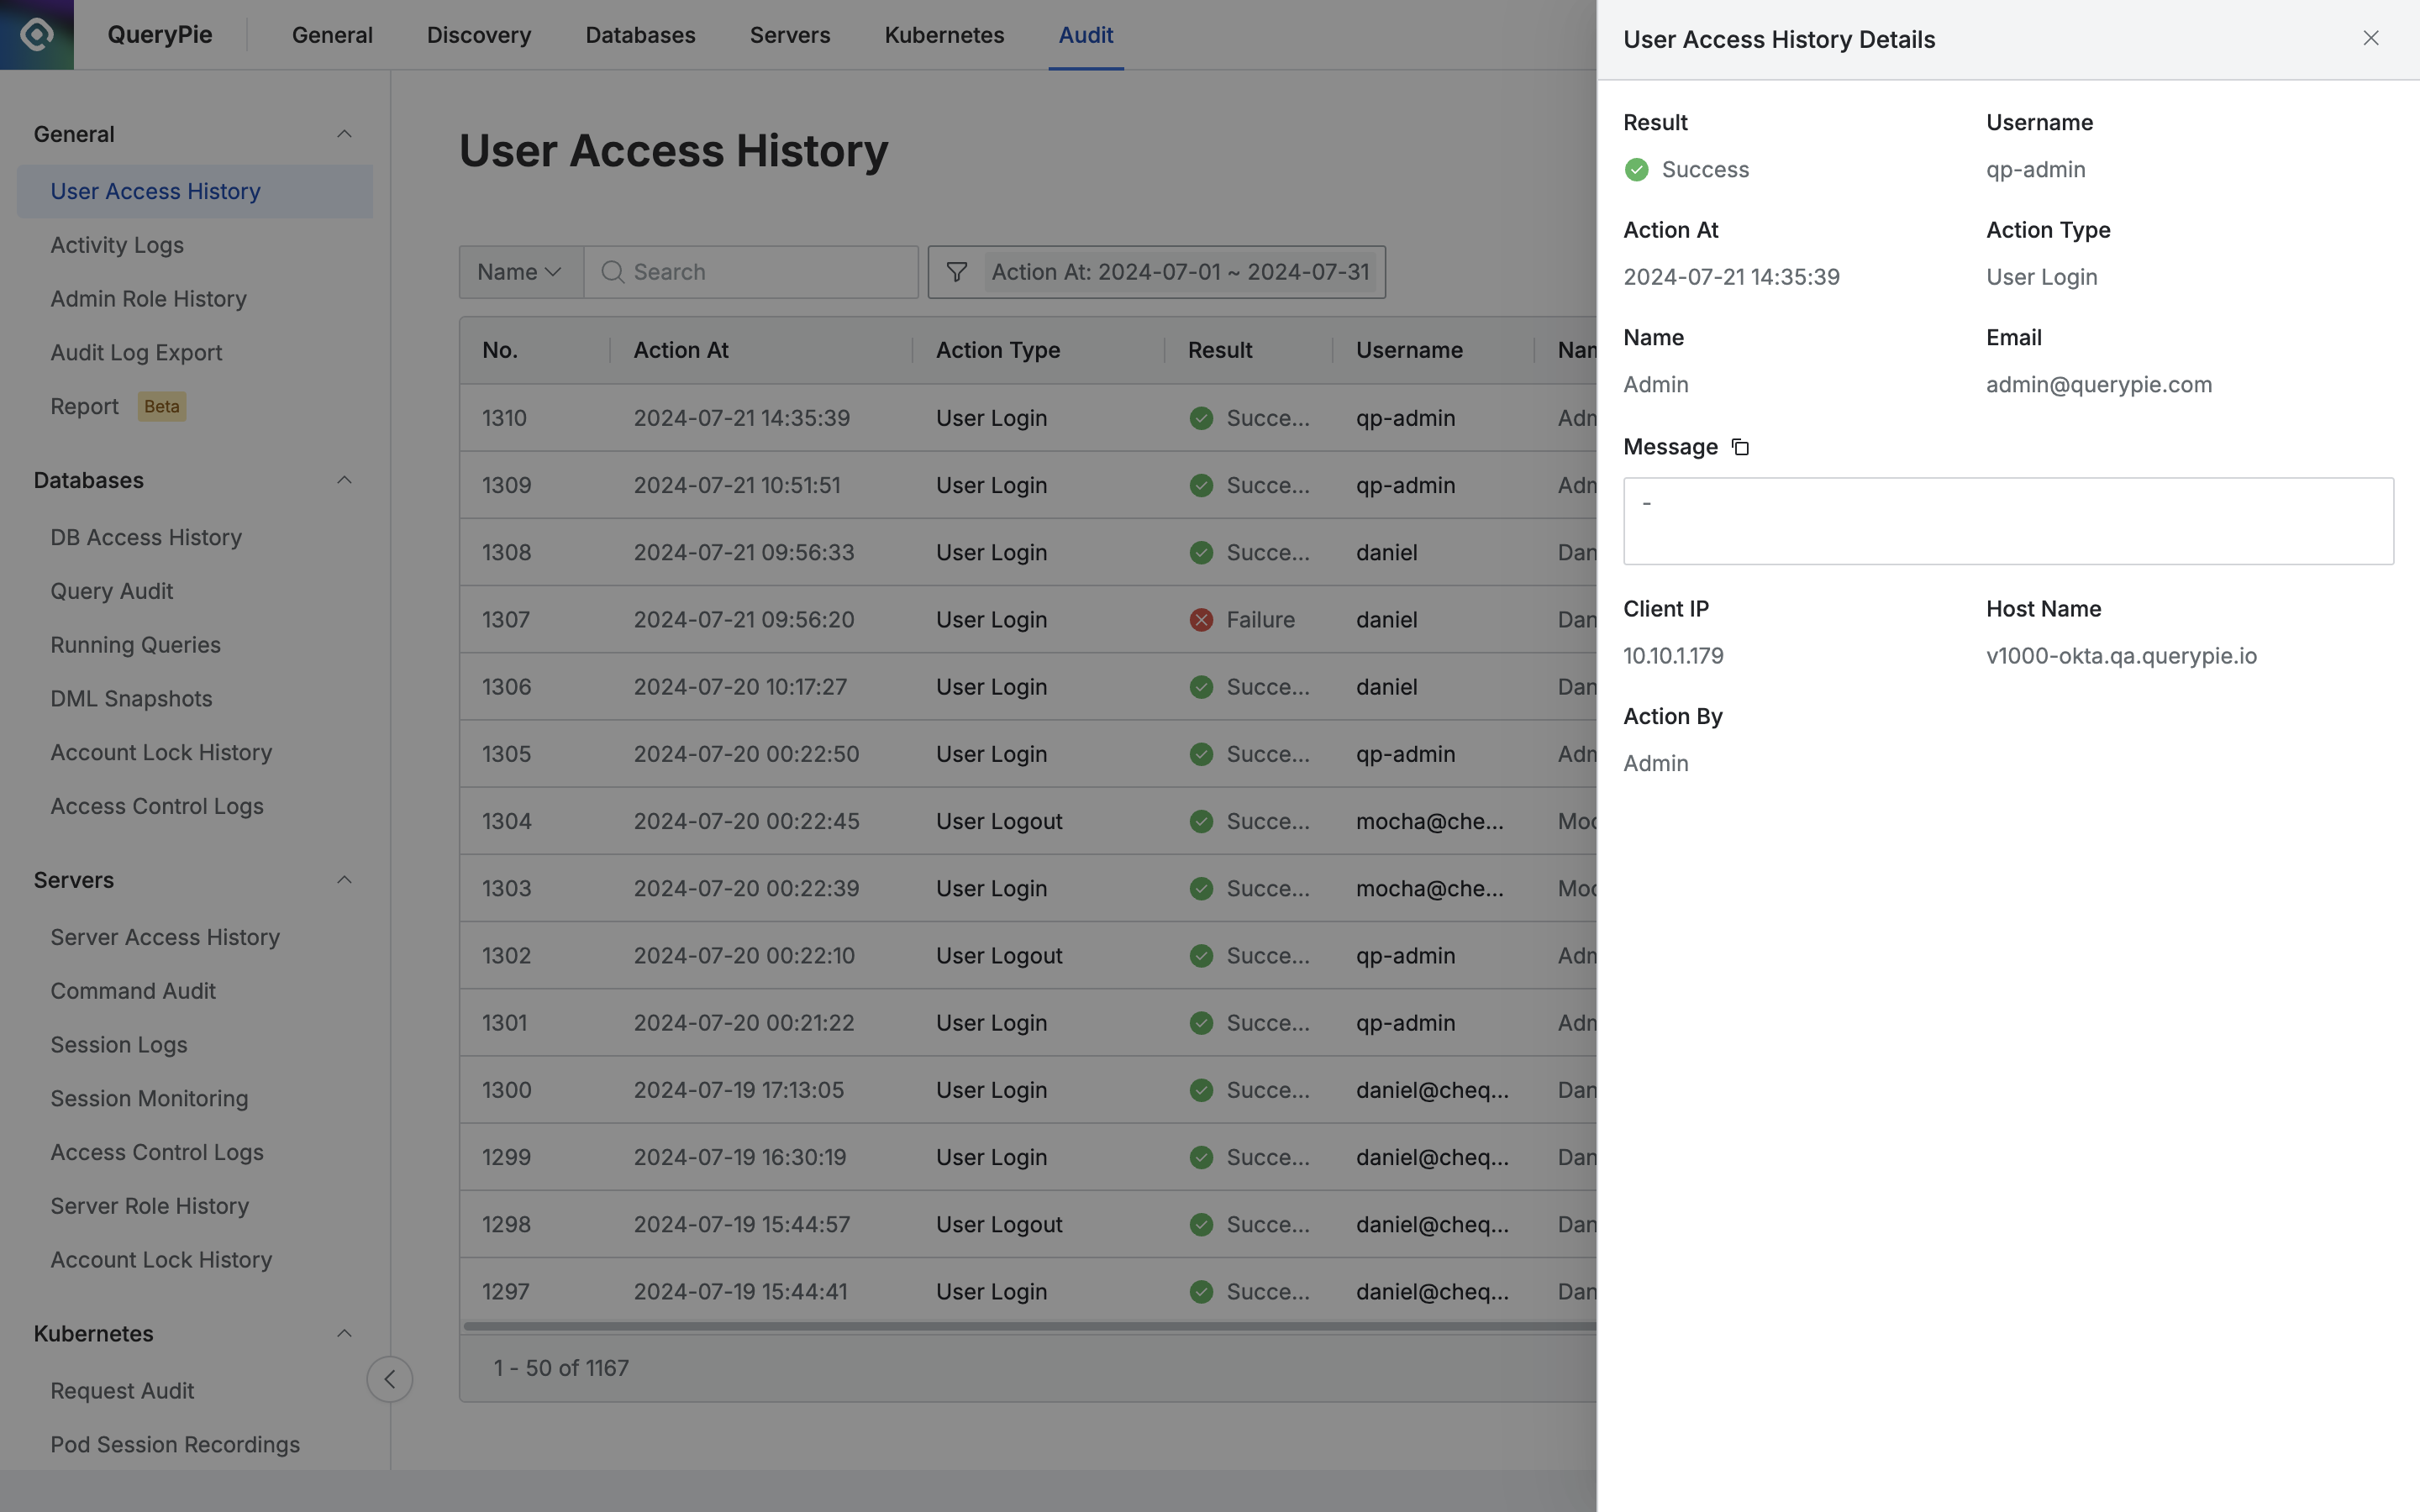 QueryPie General Discovery Databases Servers Kubernetes Audit
General
User Access History
Activity Logs
Admin Role History
Audit Log Export
Report Beta
Databases
DB Access History
Query Audit
Running Queries
DML Snapshots
Account Lock History
Access Control Logs
Servers
Server Access History
Command Audit
Session Logs
Session Monitoring
Access Control Logs
Server Role History
Account Lock History
Kubernetes
Request Audit
Pod Session Recordings
User Access History
Name Search Action At: 2024-07-01 ~ 2024-07-31
No. Action At Action Type Result Username Nam
1310 2024-07-21 14:35:39 User Login Succe... qp-admin Adm
1309 2024-07-21 10:51:51 User Login Succe... qp-admin Adm
1308 2024-07-21 09:56:33 User Login Succe... daniel Dan
1307 2024-07-21 09:56:20 User Login Failure daniel Dan
1306 2024-07-20 10:17:27 User Login Succe... daniel Dan
1305 2024-07-20 00:22:50 User Login Succe... qp-admin Adm
1304 2024-07-20 00:22:45 User Logout Succe... mocha@che... Moc
1303 2024-07-20 00:22:39 User Login Succe... mocha@che... Moc
1302 2024-07-20 00:22:10 User Logout Succe... qp-admin Adm
1301 2024-07-20 00:21:22 User Login Succe... qp-admin Adm
1300 2024-07-19 17:13:05 User Login Succe... daniel@cheq... Dan
1299 2024-07-19 16:30:19 User Login Succe... daniel@cheq... Dan
1298 2024-07-19 15:44:57 User Logout Succe... daniel@cheq... Dan
1297 2024-07-19 15:44:41 User Login Succe... daniel@cheq... Dan
1 - 50 of 1167
User Access History Details
Result Username
Success qp-admin
Action At Action Type
2024-07-21 14:35:39 User Login
Name Email
Admin admin@querypie.com
Message
-
Client IP Host Name
10.10.1.179 v1000-okta.qa.querypie.io
Action By
Admin